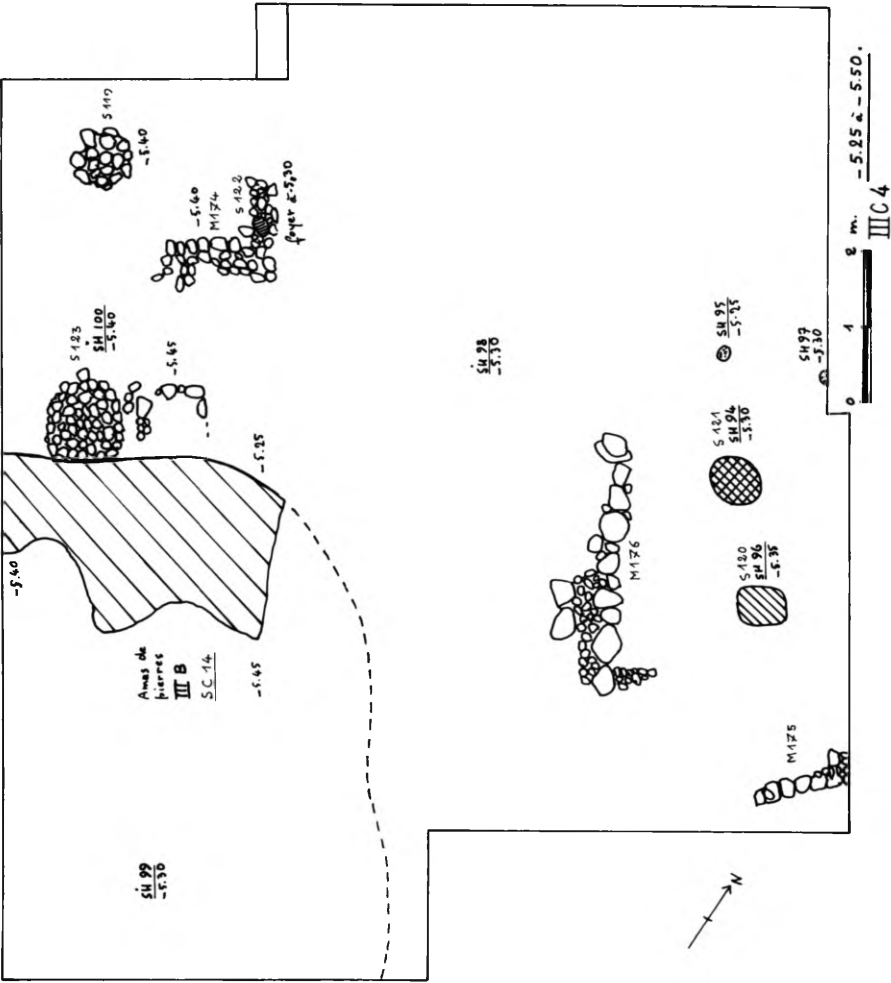 S 119
-5.40
-5.40
M174
S 122
foyer à -5,30
S 123
SH 100
-5.40
-5.45
-5.25
-5.40
Amas de
pierres
III B
SC 14
-5.45
SH 99
-5.30
SH 98
-5.30
M176
SH 95
-5.25
SH 97
-5.30
S 121
SH 94
-5.30
S 120
SH 96
-5.35
M175
N
0 1 2 m.
-5.25 à -5.50.
III C 4